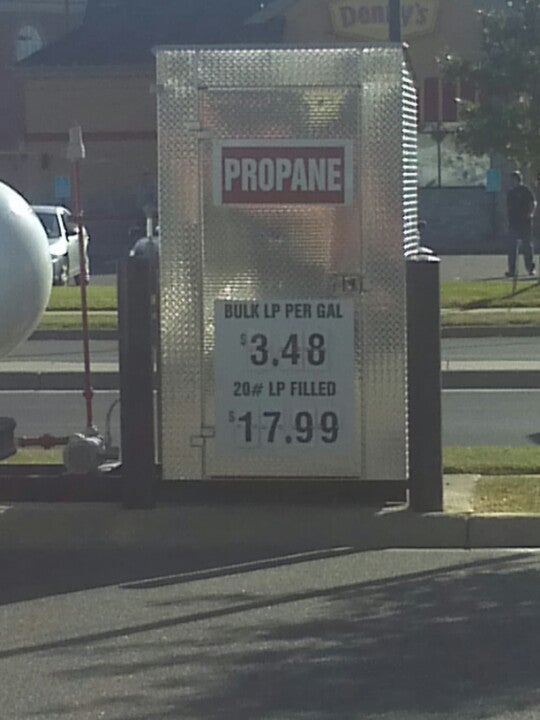 Denny's
PROPANE
BULK LP PER GAL
$3.48
20# LP FILLED
$17.99